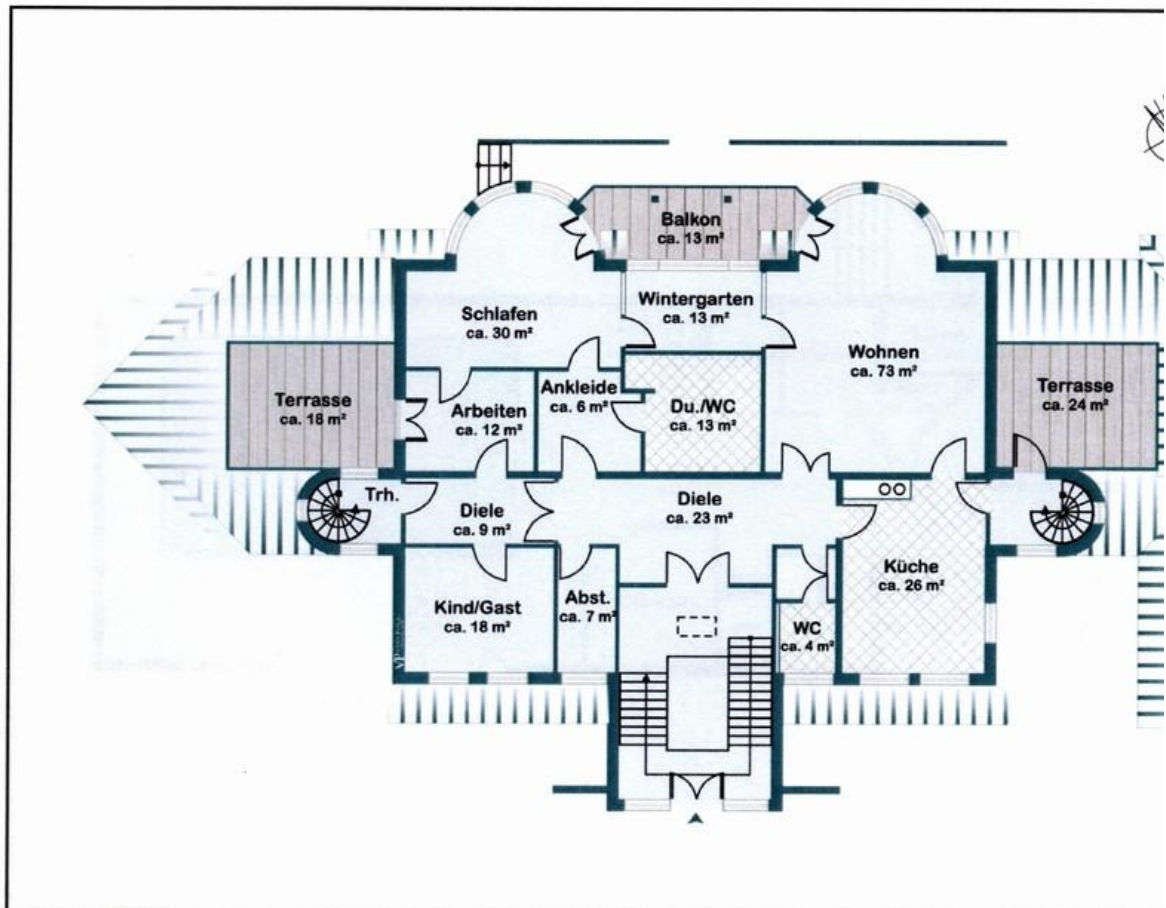 Balkon
ca. 13 m²
Wintergarten
ca. 13 m²
Schlafen
ca. 30 m²
Wohnen
ca. 73 m²
Terrasse
ca. 18 m²
Arbeiten
ca. 12 m²
Ankleide
ca. 6 m²
Du./WC
ca. 13 m²
Terrasse
ca. 24 m²
Trh.
Diele
ca. 9 m²
Diele
ca. 23 m²
Küche
ca. 26 m²
Kind/Gast
ca. 18 m²
Abst.
ca. 7 m²
WC
ca. 4 m²